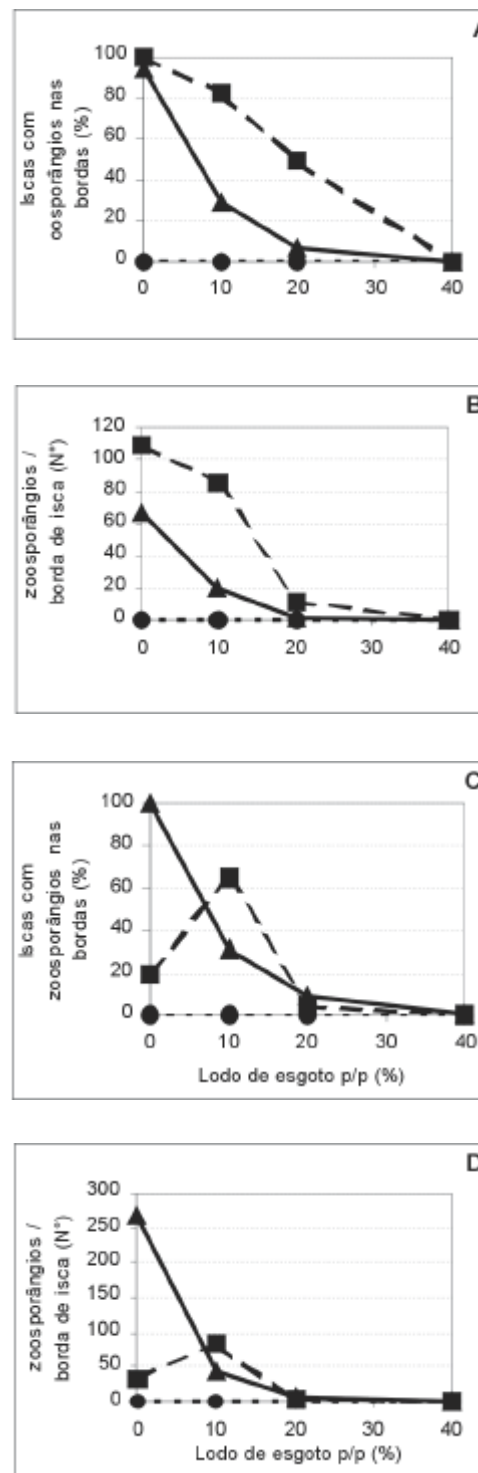 A
Iscas com
oosporângios nas
bordas (%)
100
80
60
40
20
0
0 10 20 30 40
B
zoosporângios /
borda de isca (N°)
120
100
80
60
40
20
0
0 10 20 30 40
C
Iscas com
zoosporângios nas
bordas (%)
100
80
60
40
20
0
0 10 20 30 40
Lodo de esgoto p/p (%)
D
zoosporângios /
borda de isca (N°)
300
250
200
150
100
50
0
0 10 20 30 40
Lodo de esgoto p/p (%)